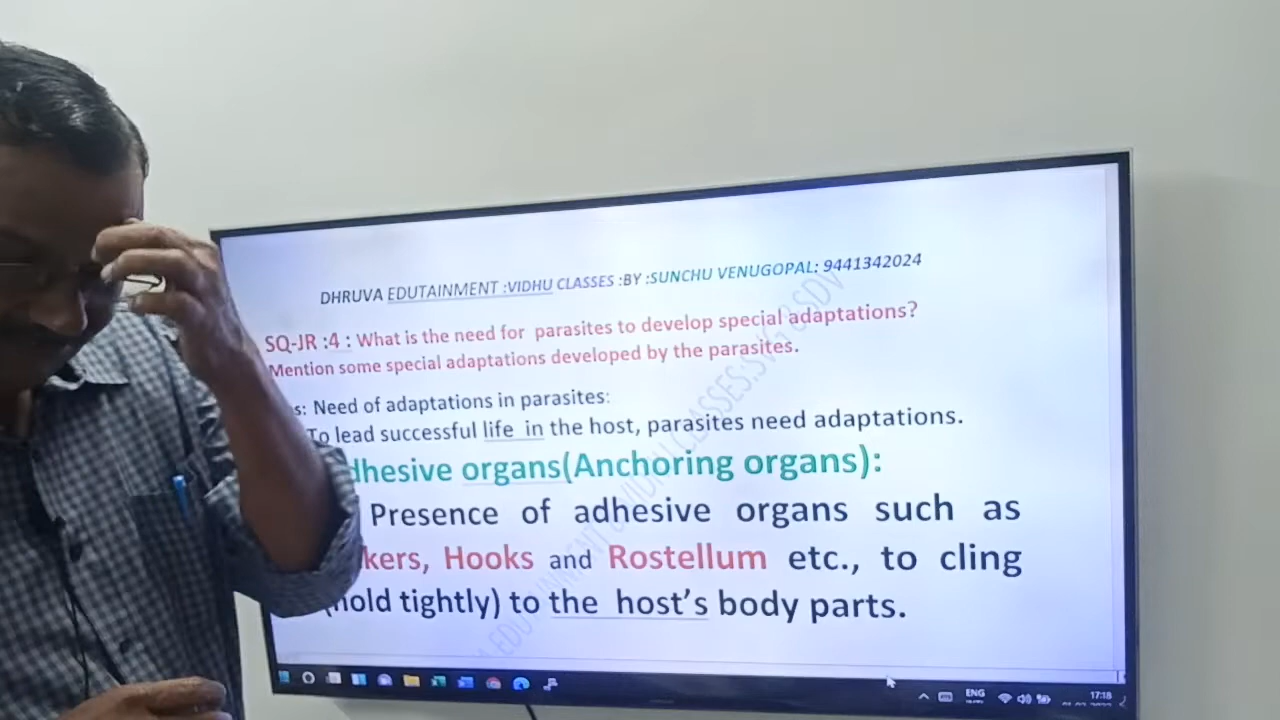 DHRUVA EDUTAINMENT :VIDHU CLASSES :BY :SUNCHU VENUGOPAL: 9441342024
SQ-JR :4 : What is the need for parasites to develop special adaptations?
Mention some special adaptations developed by the parasites.
s: Need of adaptations in parasites:
To lead successful life in the host, parasites need adaptations.
dhesive organs(Anchoring organs):
Presence of adhesive organs such as
kers, Hooks and Rostellum etc., to cling
(hold tightly) to the host's body parts.
ENG
17:18